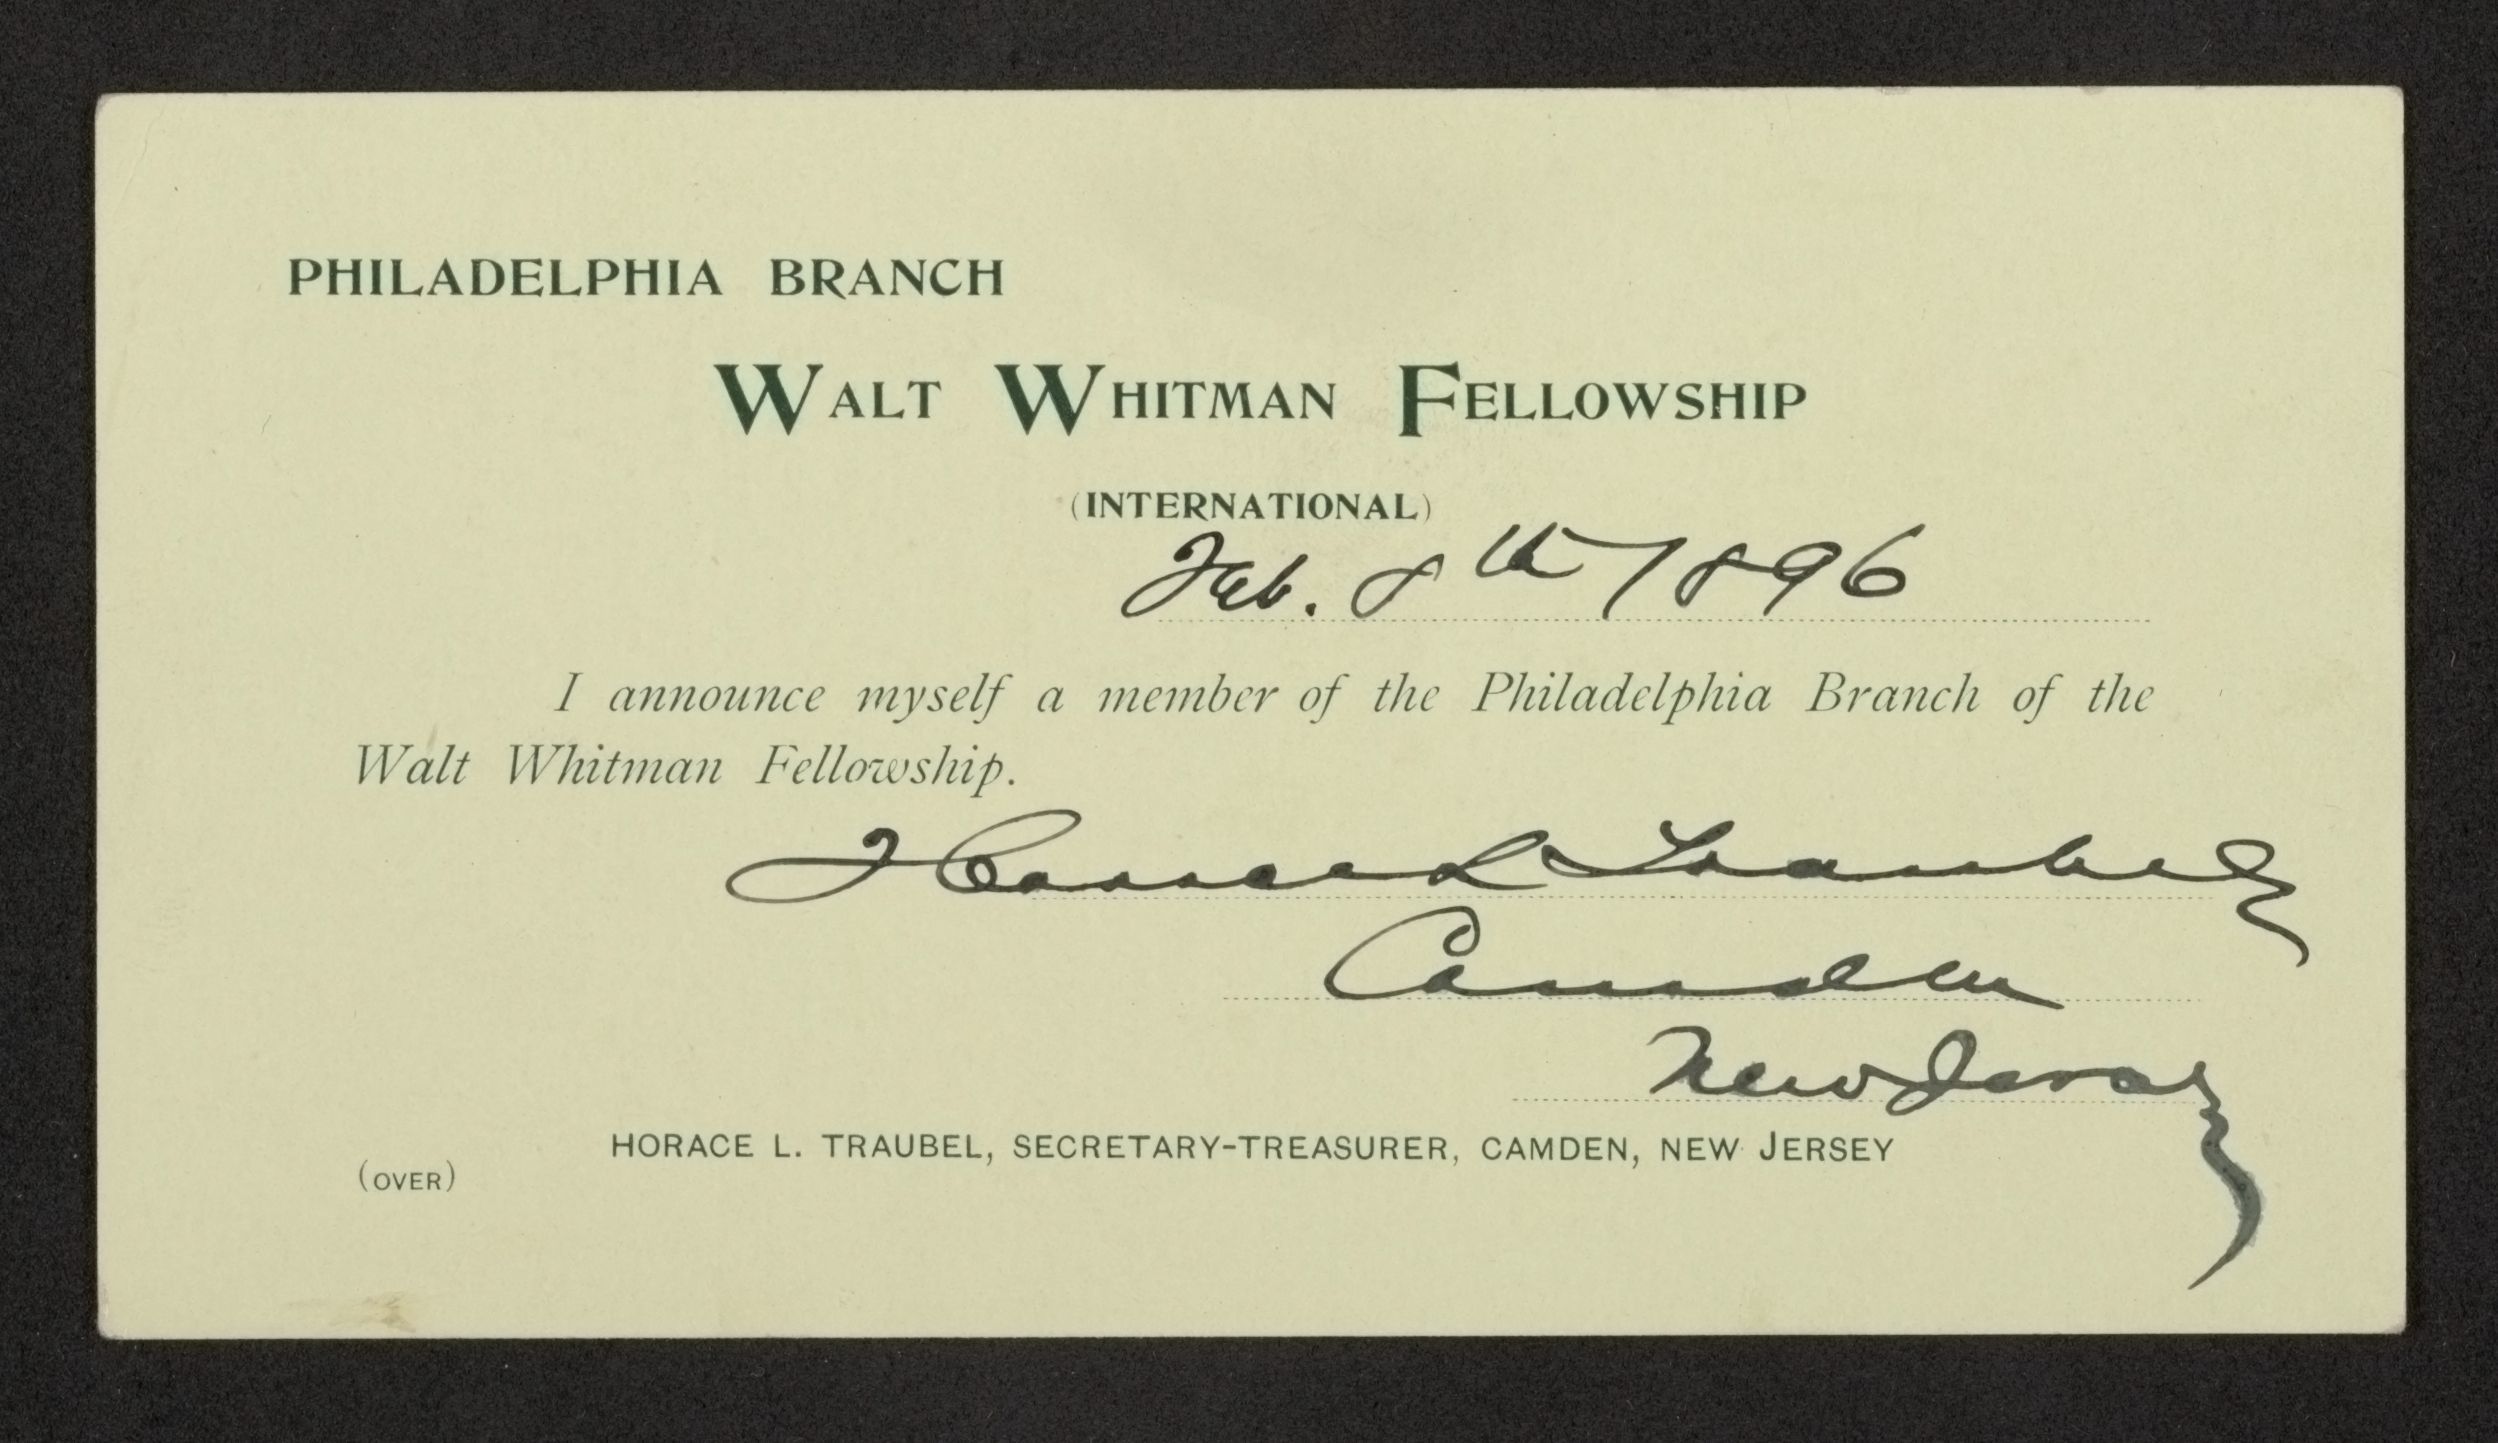 PHILADELPHIA BRANCH
WALT WHITMAN FELLOWSHIP
(INTERNATIONAL)
Feb. 8th 1896
I announce myself a member of the Philadelphia Branch of the
Walt Whitman Fellowship.
Horace L Traubel
Camden
New Jersey
HORACE L. TRAUBEL, SECRETARY-TREASURER, CAMDEN, NEW JERSEY
(OVER)